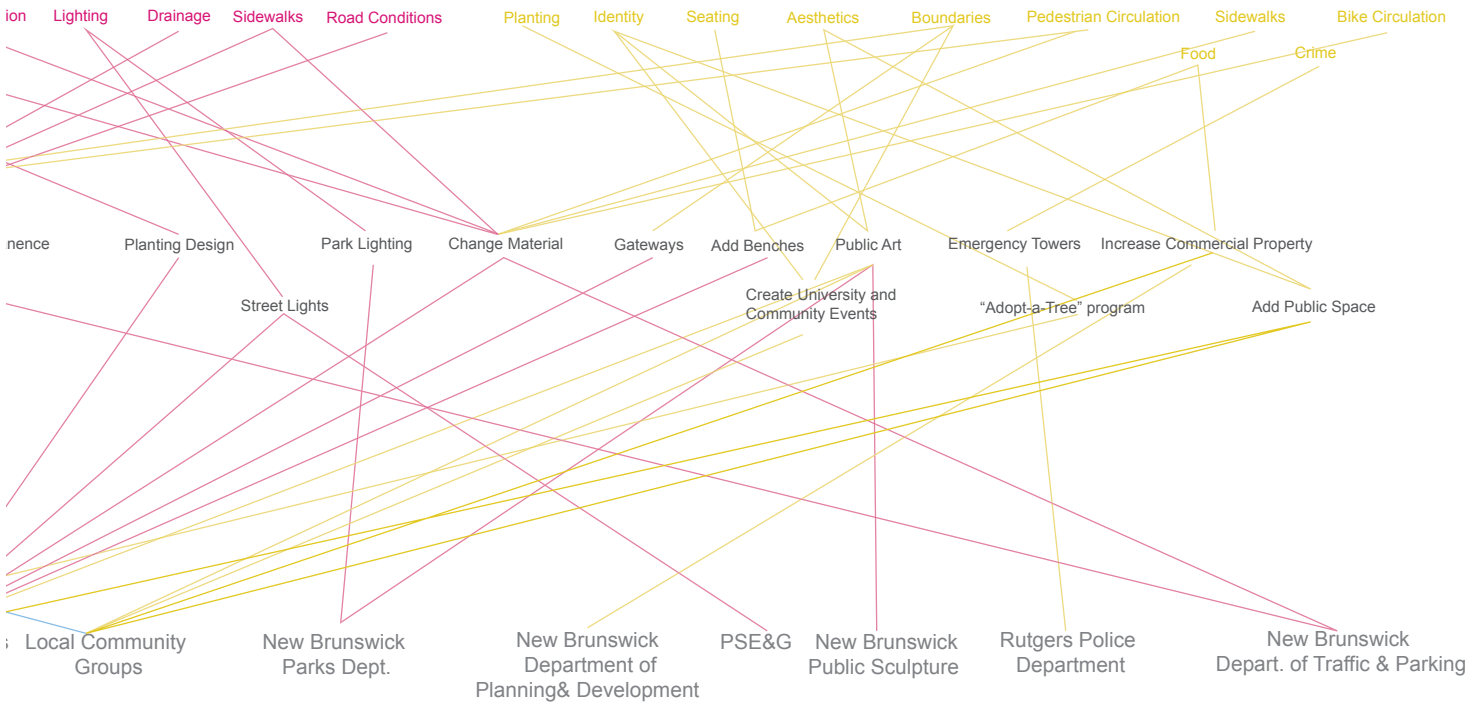 ion Lighting Drainage Sidewalks Road Conditions Planting Identity Seating Aesthetics Boundaries Pedestrian Circulation Sidewalks Bike Circulation
Food Crime
nence Planting Design Park Lighting Change Material Gateways Add Benches Public Art Emergency Towers Increase Commercial Property
Street Lights
Create University and
Community Events
“Adopt-a-Tree” program
Add Public Space
s Local Community
Groups
New Brunswick
Parks Dept.
New Brunswick
Department of
Planning& Development
PSE&G
New Brunswick
Public Sculpture
Rutgers Police
Department
New Brunswick
Depart. of Traffic & Parking